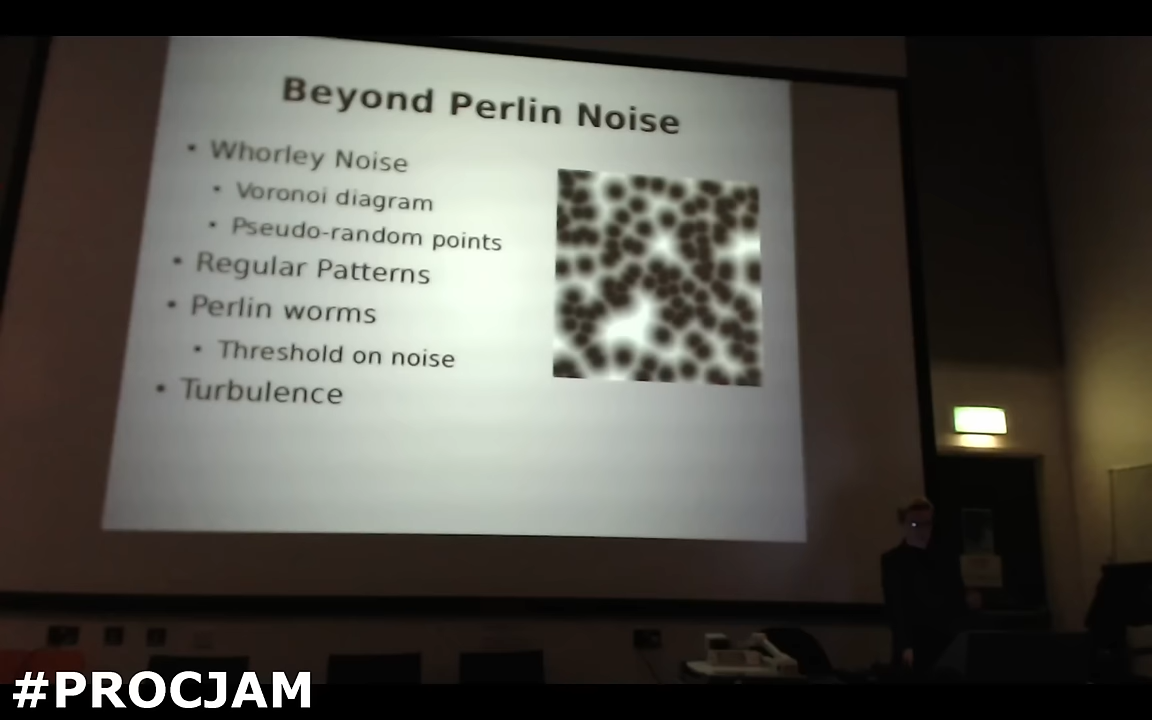 Beyond Perlin Noise
• Whorley Noise
• Voronoi diagram
• Pseudo-random points
• Regular Patterns
• Perlin worms
• Threshold on noise
• Turbulence
#PROCJAM